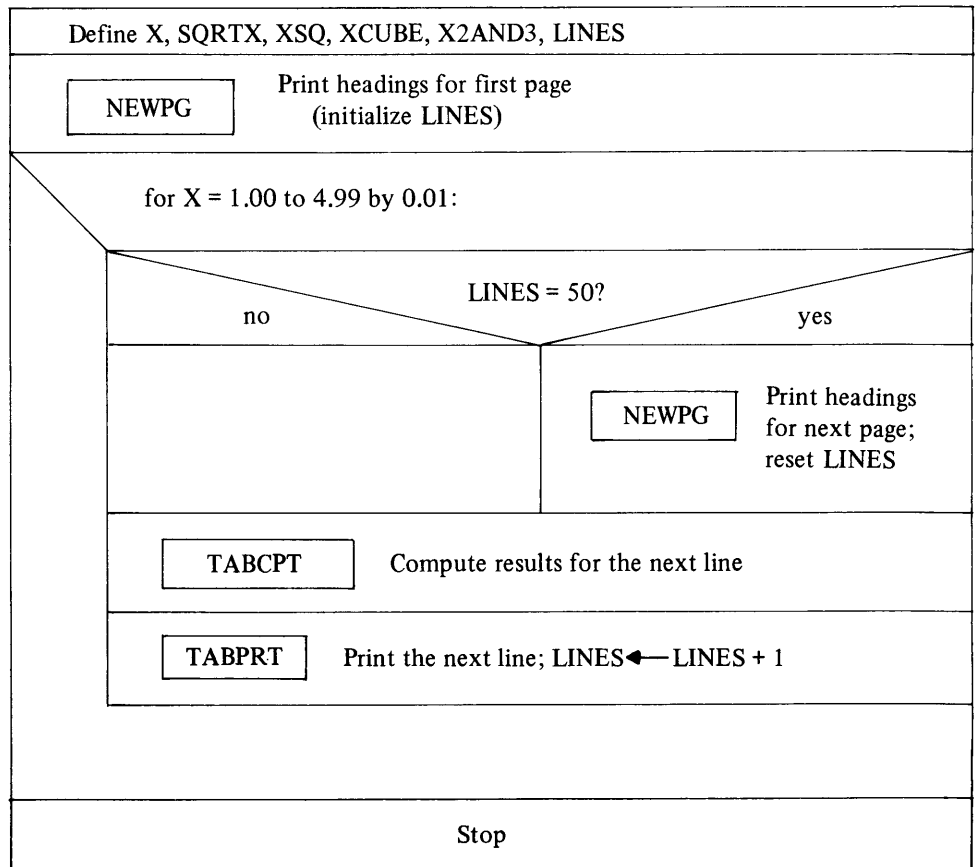 Define X, SQRTX, XSQ, XCUBE, X2AND3, LINES
NEWPG
Print headings for first page
(initialize LINES)
for X = 1.00 to 4.99 by 0.01:
LINES = 50?
no
yes
NEWPG
Print headings
for next page;
reset LINES
TABCPT
Compute results for the next line
TABPRT
Print the next line; LINES ← LINES + 1
Stop